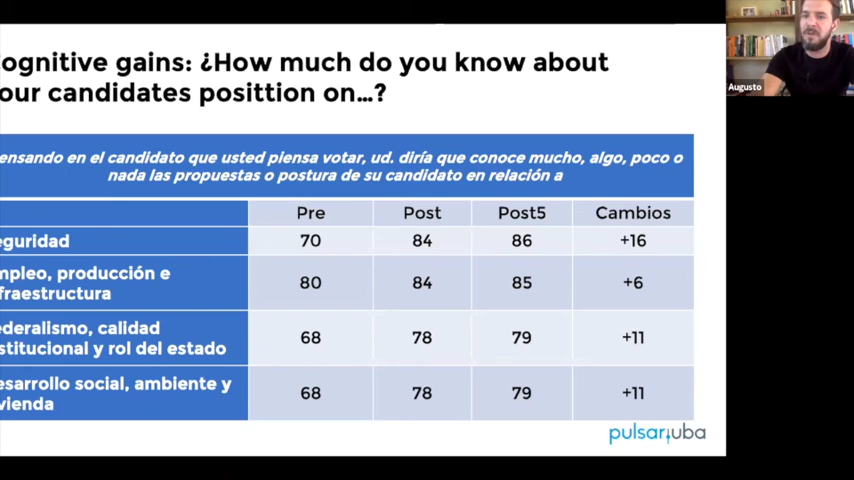 ognitive gains: ¿How much do you know about
our candidates posittion on...?
Augusto
ensando en el candidato que usted piensa votar, ud. diría que conoce mucho, algo, poco o
nada las propuestas o postura de su candidato en relación a
Pre Post Post5 Cambios
eguridad 70 84 86 +16
mpleo, producción e
fraestructura 80 84 85 +6
ederalismo, calidad
stitucional y rol del estado 68 78 79 +11
esarrollo social, ambiente y
vienda 68 78 79 +11
pulsar.uba